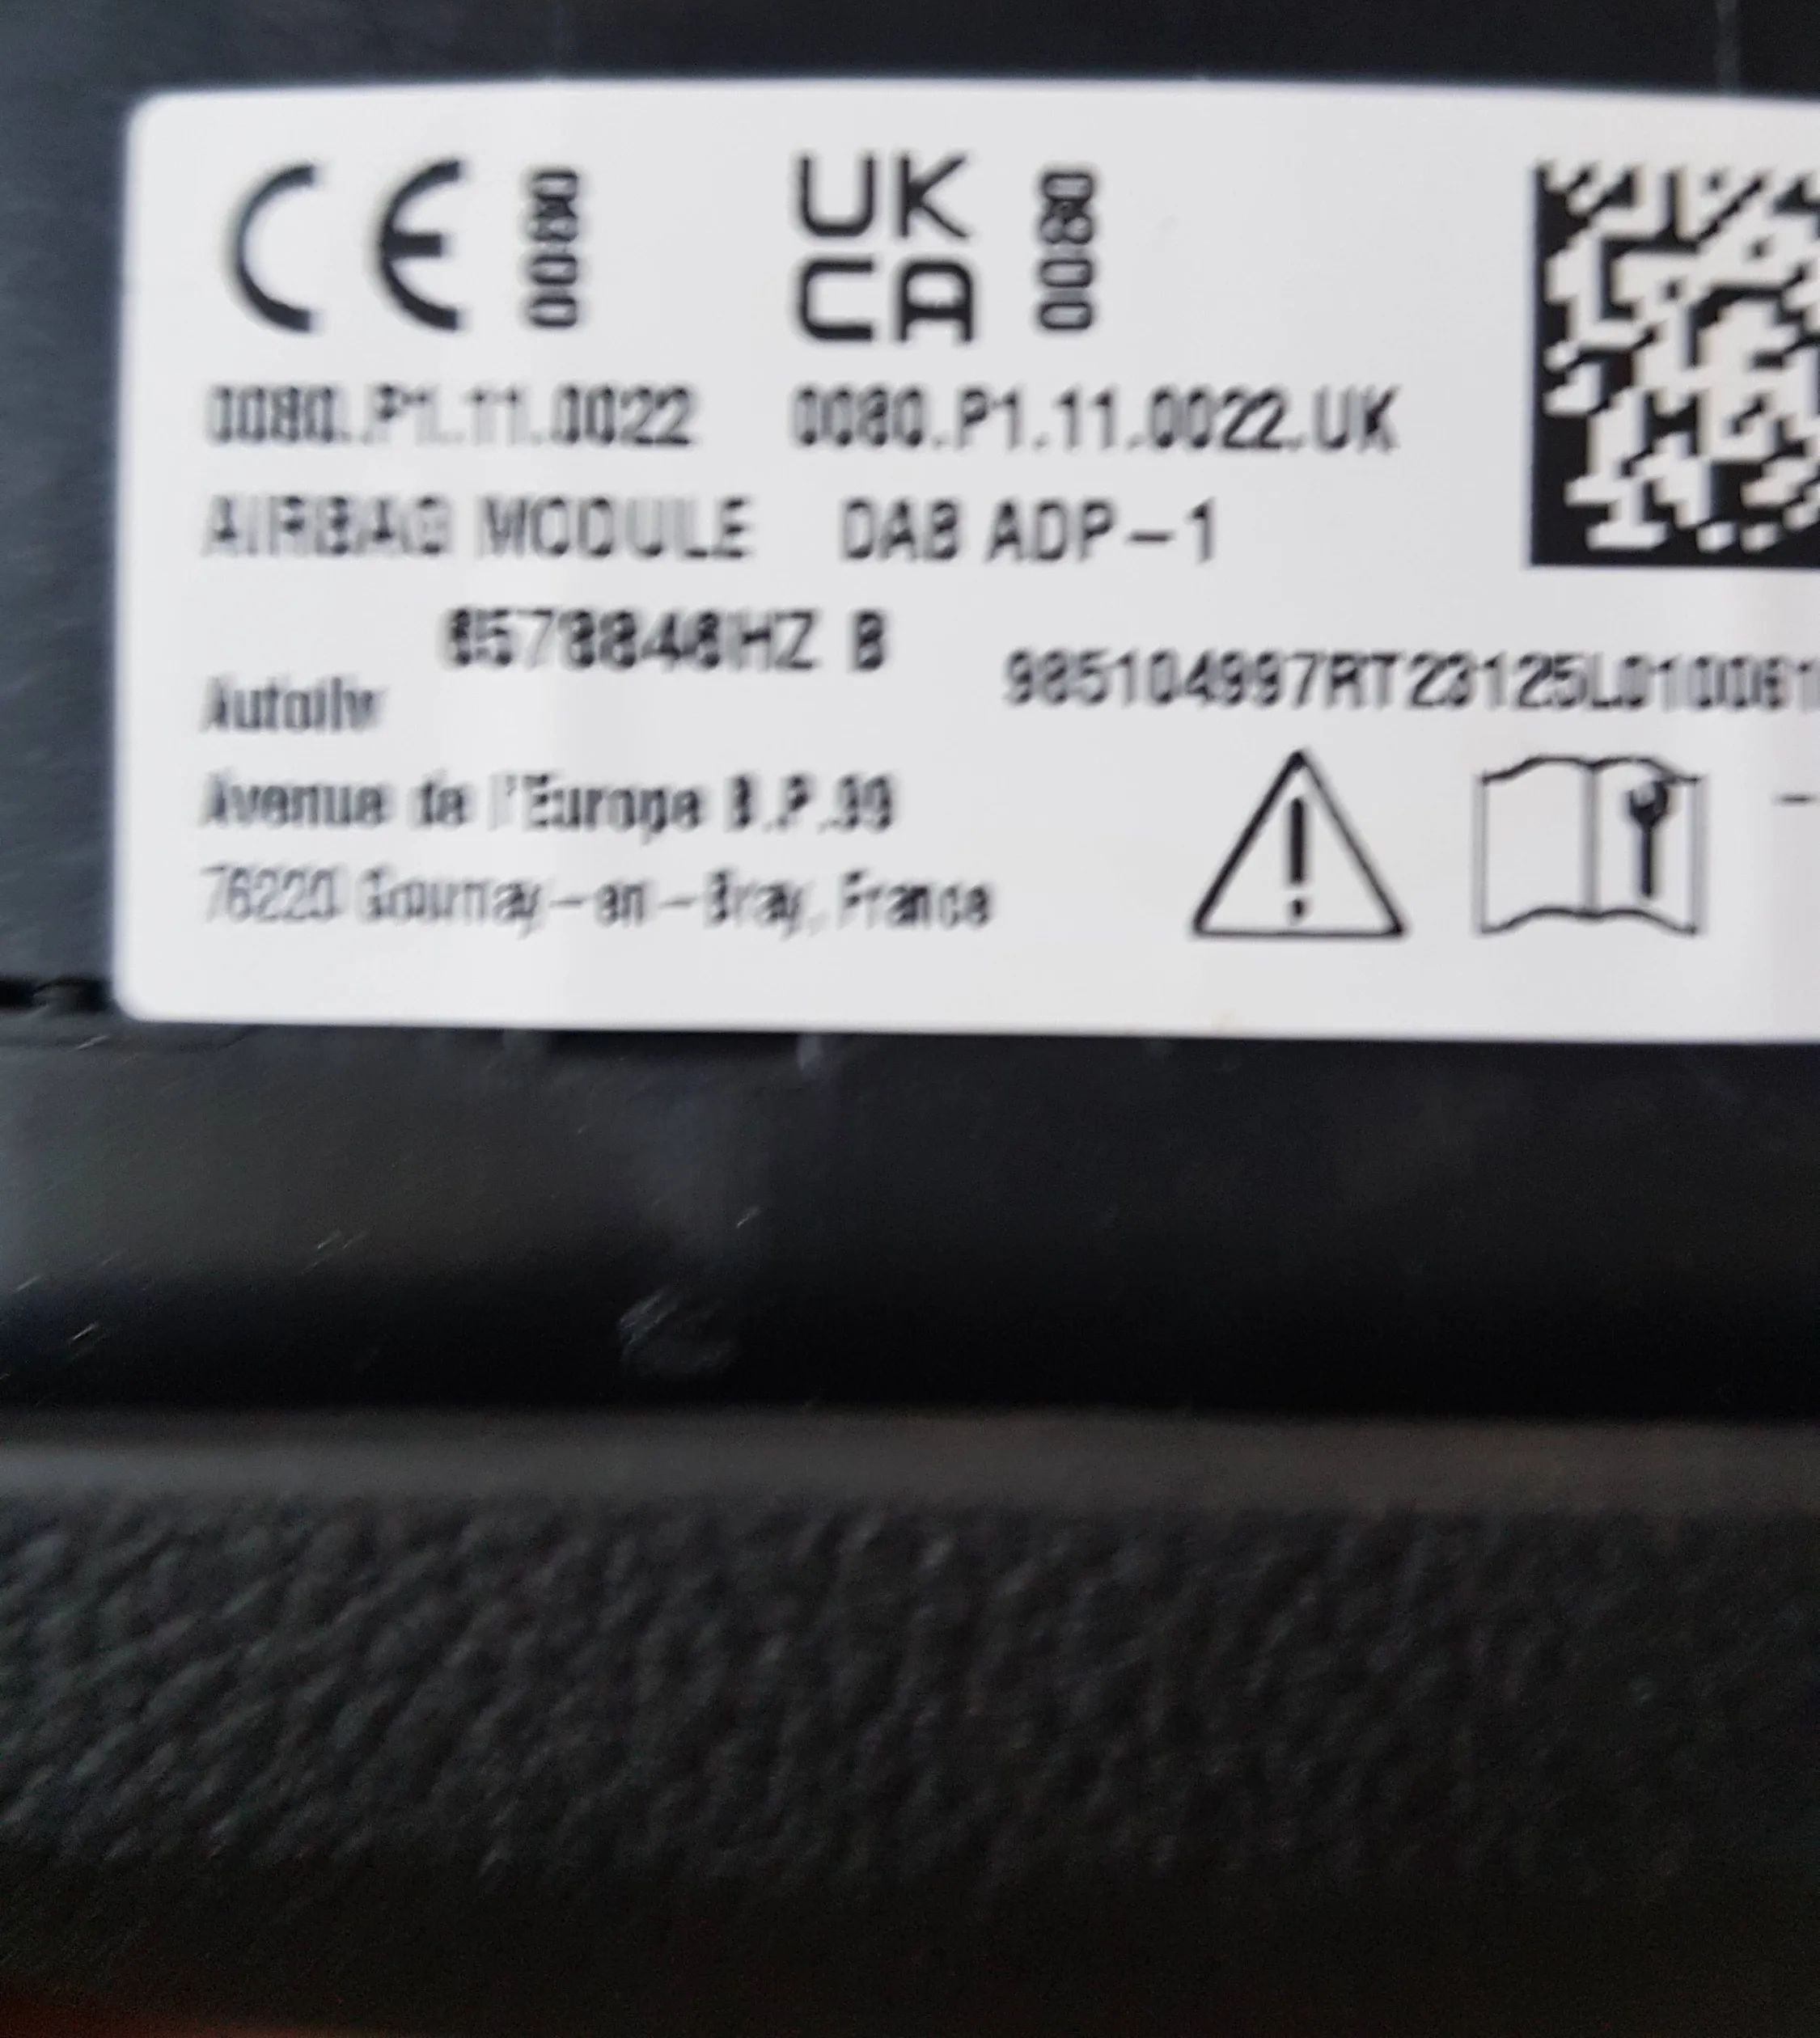 CE 0080 UK CA 0080
0080.P1.11.0022 0080.P1.11.0022.UK
AIRBAG MODULE DAB ADP-1
Autoliv
Avenue de l'Europe B.P.99
76220 Gournay-en-Bray, France